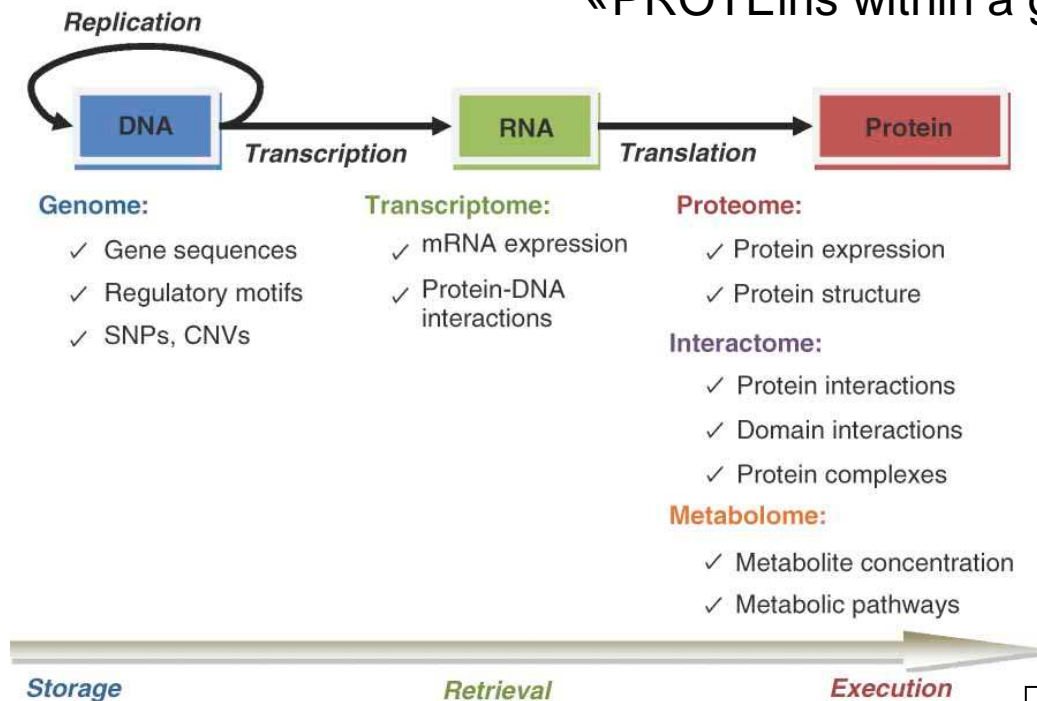 «PROTEins within a g
Replication
DNA
RNA
Protein
Transcription
Translation
Genome:
✓ Gene sequences
✓ Regulatory motifs
✓ SNPs, CNVs
Transcriptome:
✓ mRNA expression
✓ Protein-DNA
interactions
Proteome:
✓ Protein expression
✓ Protein structure
Interactome:
✓ Protein interactions
✓ Domain interactions
✓ Protein complexes
Metabolome:
✓ Metabolite concentration
✓ Metabolic pathways
Storage
Retrieval
Execution